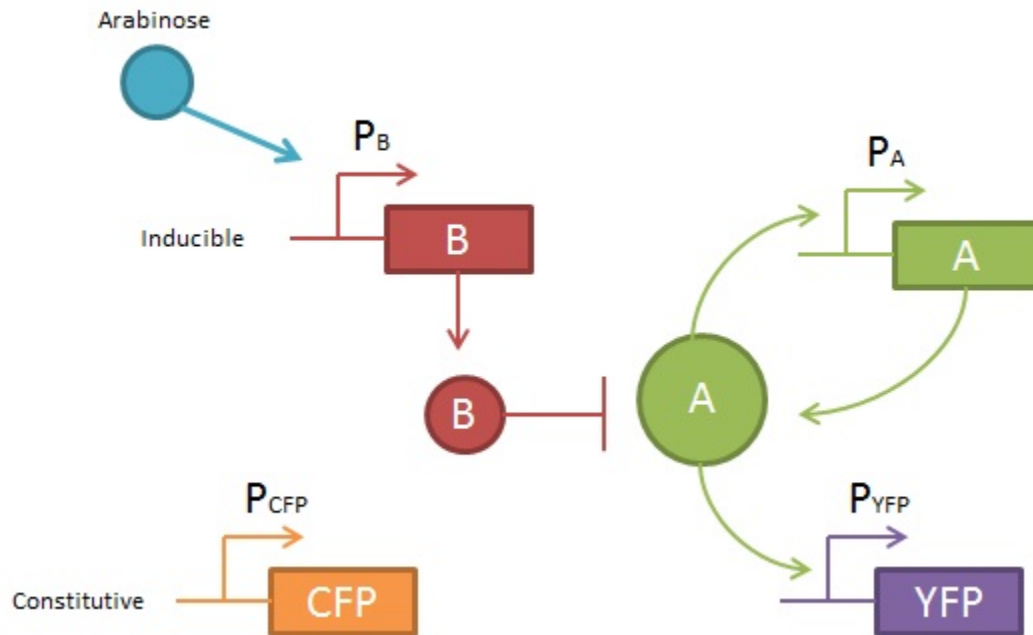 Arabinose
PB
PA
Inducible
B
A
B
A
PCFP
PYFP
Constitutive
CFP
YFP